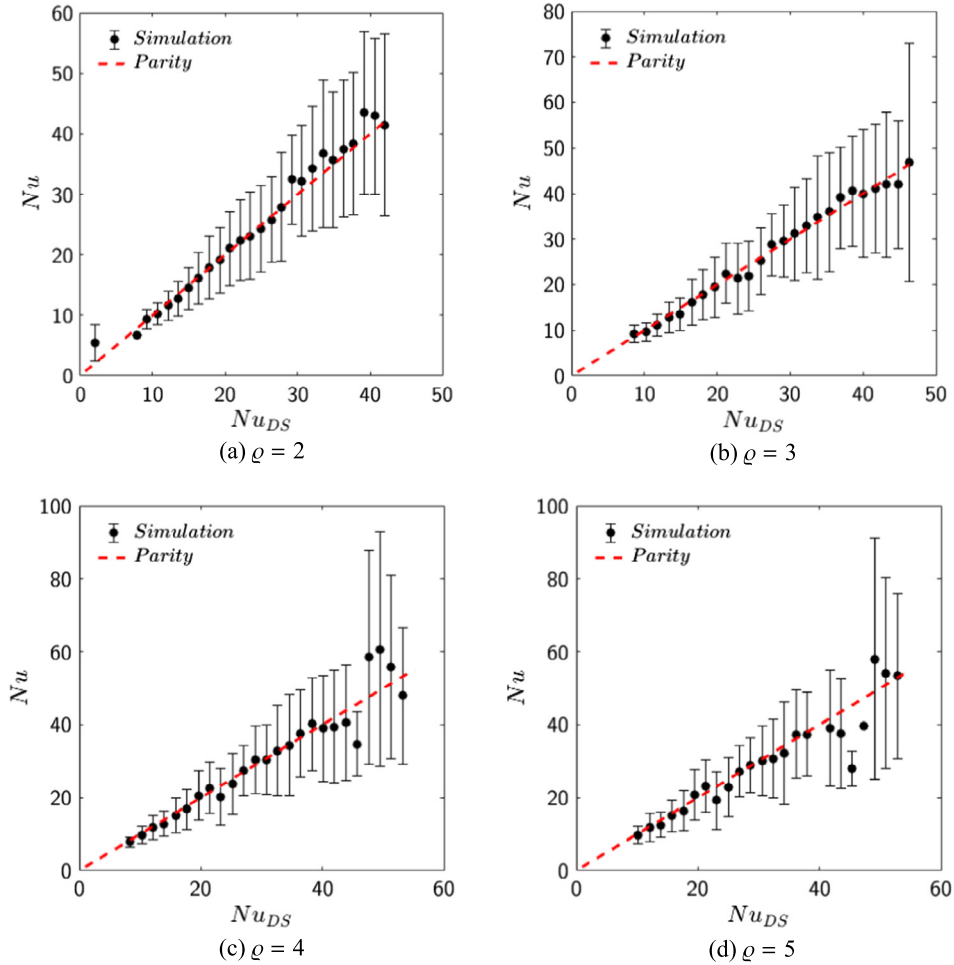 60
50
40
30
20
10
0
Nu
Simulation
Parity
0 10 20 30 40 50
Nu_DS
(a) ϱ = 2
80
70
60
50
40
30
20
10
0
Nu
Simulation
Parity
0 10 20 30 40 50
Nu_DS
(b) ϱ = 3
100
80
60
40
20
0
Nu
Simulation
Parity
0 20 40 60
Nu_DS
(c) ϱ = 4
100
80
60
40
20
0
Nu
Simulation
Parity
0 20 40 60
Nu_DS
(d) ϱ = 5